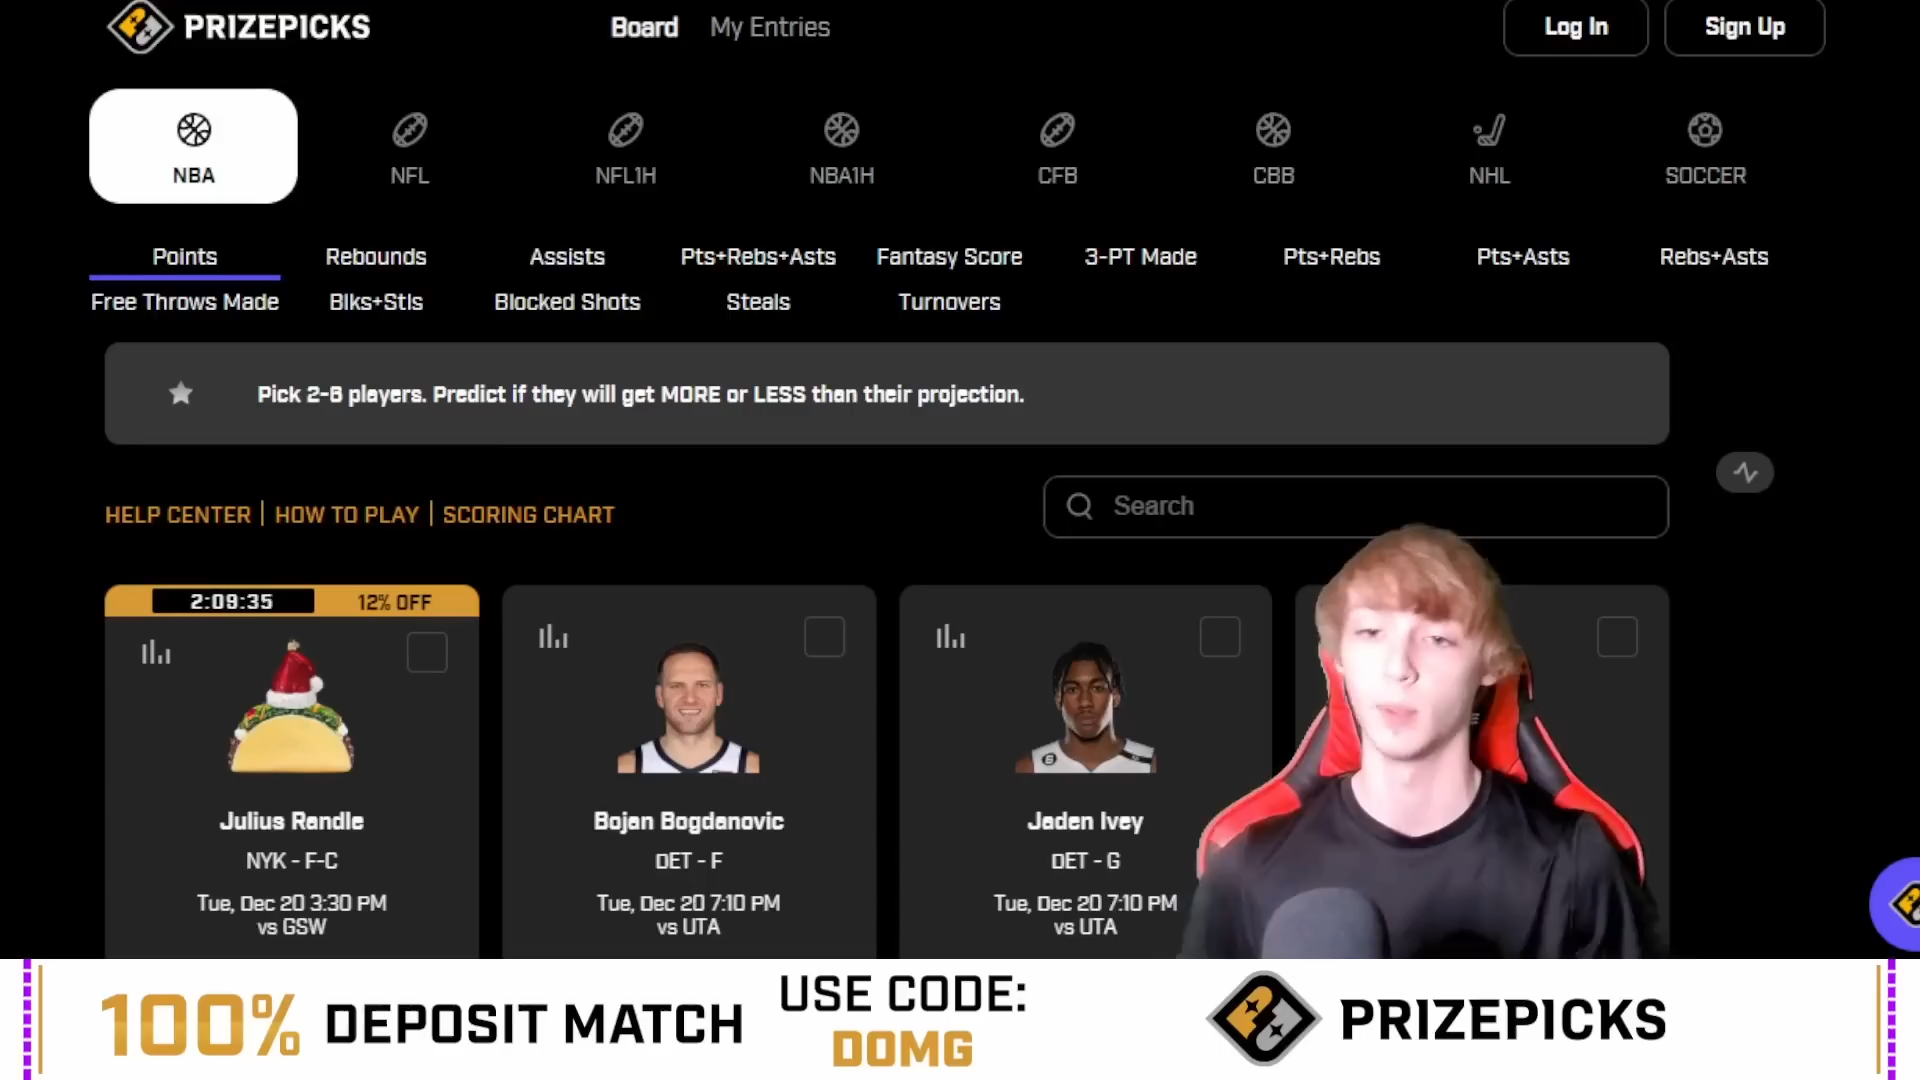 PRIZEPICKS
Board
My Entries
Log In
Sign Up
NBA
NFL
NFL1H
NBA1H
CFB
CBB
NHL
SOCCER
Points
Rebounds
Assists
Pts+Rebs+Asts
Fantasy Score
3-PT Made
Pts+Rebs
Pts+Asts
Rebs+Asts
Free Throws Made
Blks+Stls
Blocked Shots
Steals
Turnovers
Pick 2-6 players. Predict if they will get MORE or LESS than their projection.
HELP CENTER
HOW TO PLAY
SCORING CHART
Search
2:09:35
12% OFF
Julius Randle
NYK - F-C
Tue, Dec 20 3:30 PM
vs GSW
Bojan Bogdanovic
DET - F
Tue, Dec 20 7:10 PM
vs UTA
Jaden Ivey
DET - G
Tue, Dec 20 7:10 PM
vs UTA
100% DEPOSIT MATCH
USE CODE:
DOMG
PRIZEPICKS